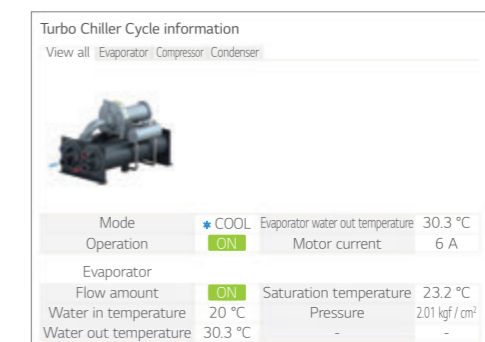 Turbo Chiller Cycle information
View all Evaporator Compressor Condenser
Mode * COOL Evaporator water out temperature 30.3 °C
Operation ON Motor current 6 A
Evaporator
Flow amount ON Saturation temperature 23.2 °C
Water in temperature 20 °C Pressure 2.01 kgf / cm²
Water out temperature 30.3 °C - -